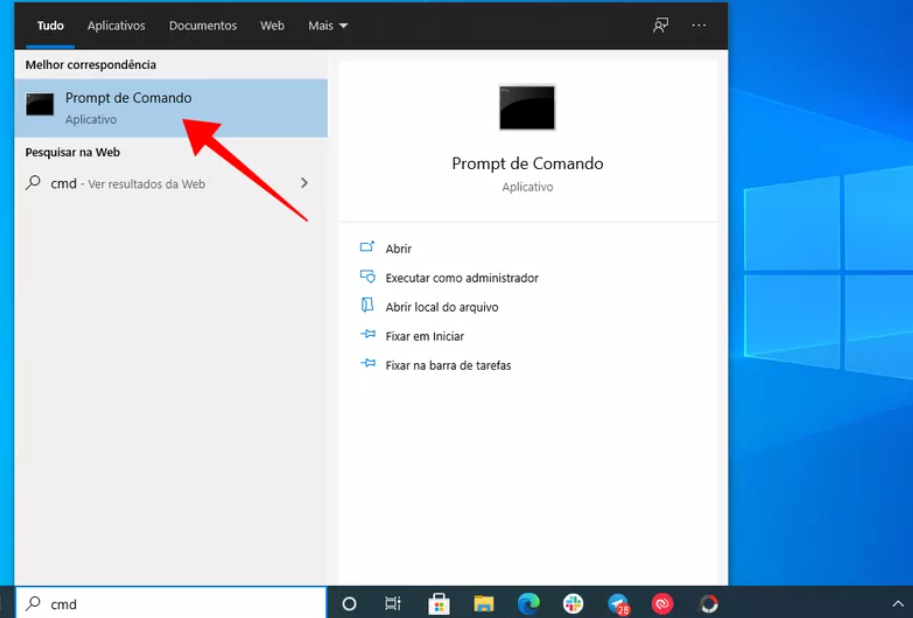 Tudo Aplicativos Documentos Web Mais
Melhor correspondência
Prompt de Comando
Aplicativo
Pesquisar na Web
cmd - Ver resultados da Web
Prompt de Comando
Aplicativo
Abrir
Executar como administrador
Abrir local do arquivo
Fixar em Iniciar
Fixar na barra de tarefas
cmd
28